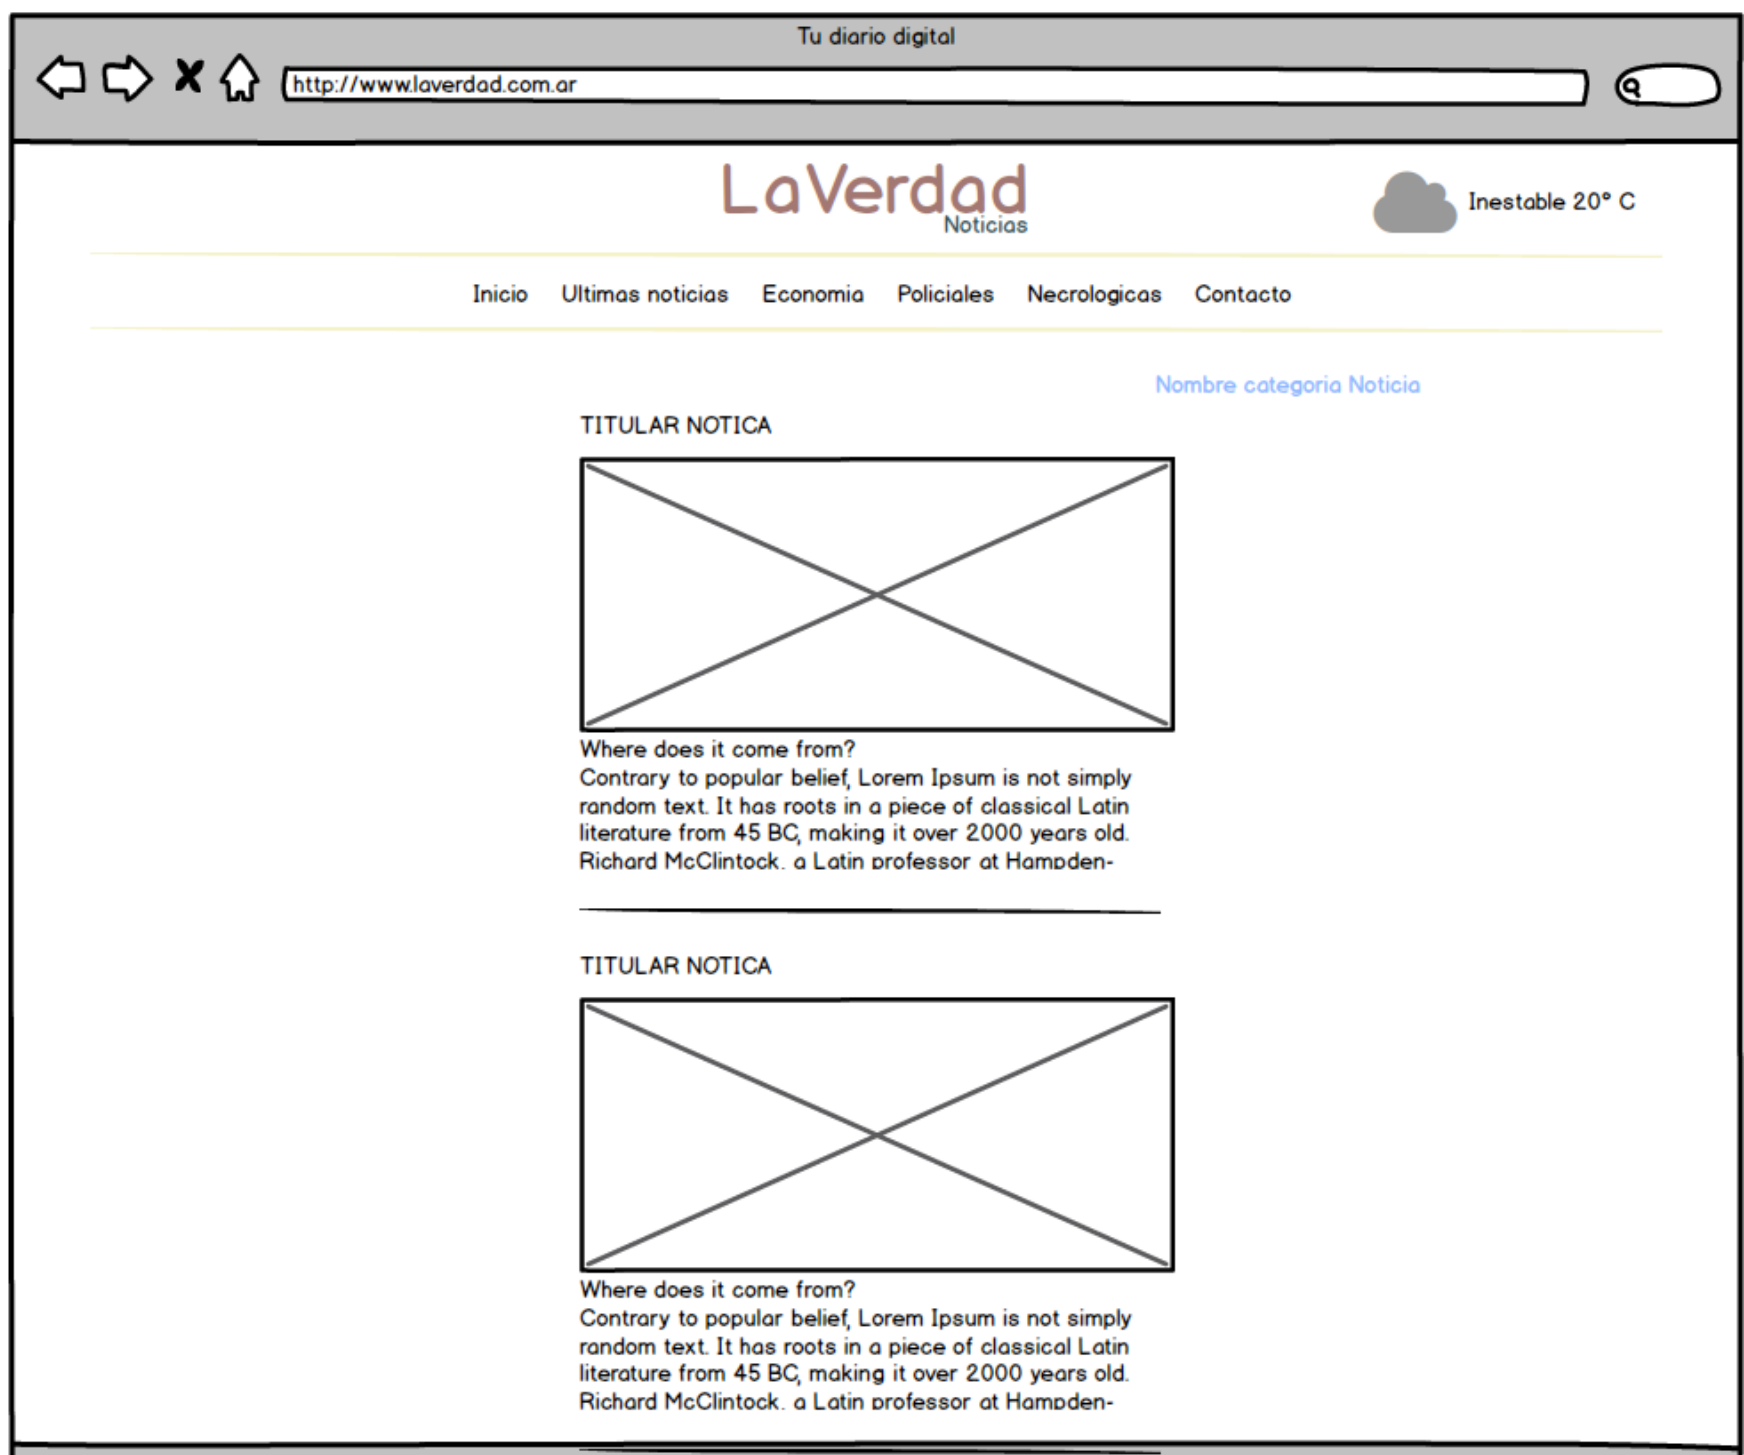 Tu diario digital
http://www.laverdad.com.ar
LaVerdad
Noticias
Inestable 20° C
Inicio Ultimas noticias Economia Policiales Necrologicas Contacto
Nombre categoria Noticia
TITULAR NOTICA
Where does it come from?
Contrary to popular belief, Lorem Ipsum is not simply
random text. It has roots in a piece of classical Latin
literature from 45 BC, making it over 2000 years old.
Richard McClintock, a Latin professor at Hampden-
TITULAR NOTICA
Where does it come from?
Contrary to popular belief, Lorem Ipsum is not simply
random text. It has roots in a piece of classical Latin
literature from 45 BC, making it over 2000 years old.
Richard McClintock, a Latin professor at Hampden-